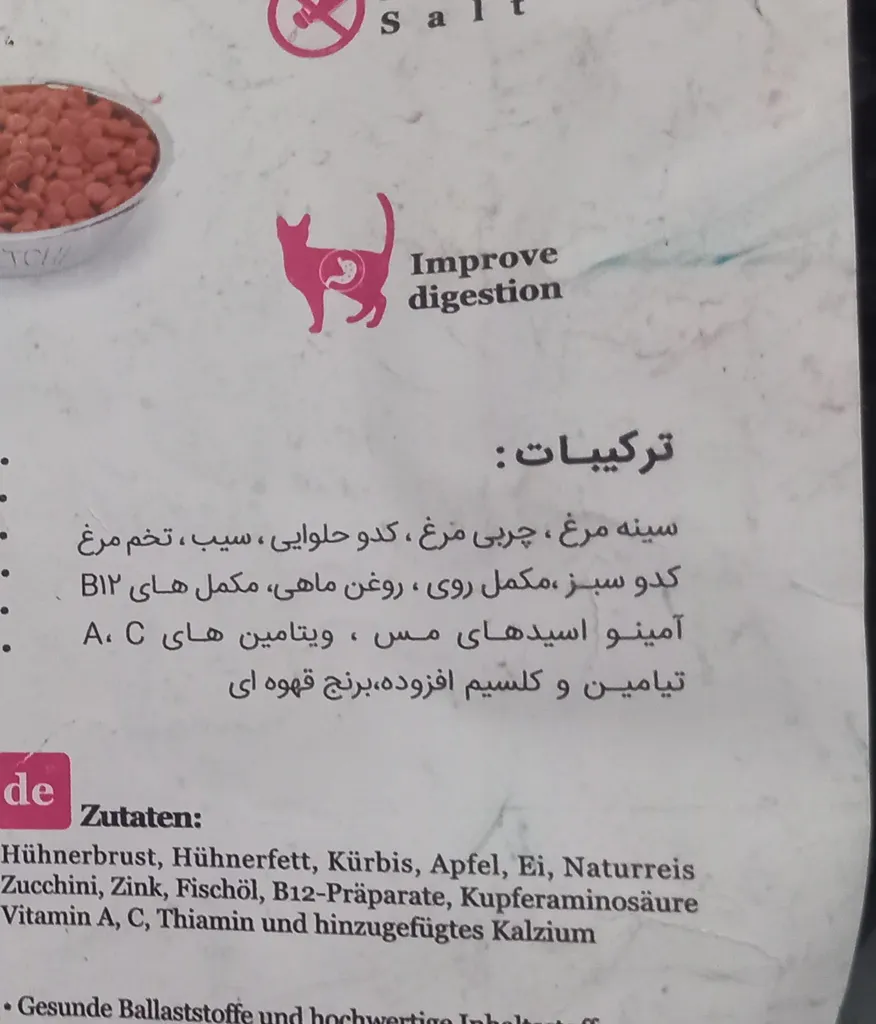 Salt
Improve
digestion
ترکیبات :
سینه مرغ ، چربی مرغ ، کدو حلوایی ، سیب ، تخم مرغ
کدو سبز ،مکمل روی ، روغن ماهی، مکمل های B۱۲
آمینو اسیدهای مس ، ویتامین های A، C
تیامین و کلسیم افزوده،برنج قهوه ای
de
Zutaten:
Hühnerbrust, Hühnerfett, Kürbis, Apfel, Ei, Naturreis
Zucchini, Zink, Fischöl, B12-Präparate, Kupferaminosäure
Vitamin A, C, Thiamin und hinzugefügtes Kalzium
• Gesunde Ballaststoffe und hochwertige